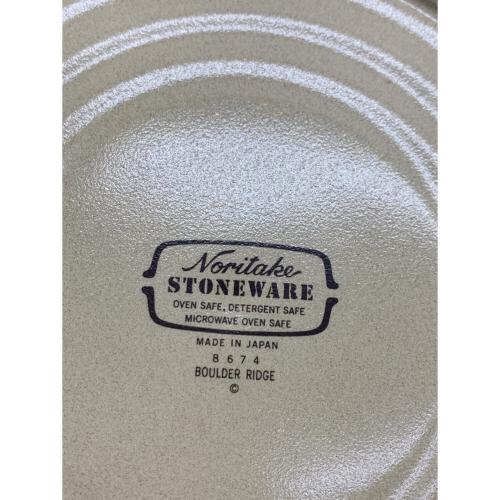 Noritake
STONEWARE
OVEN SAFE, DETERGENT SAFE
MICROWAVE OVEN SAFE
MADE IN JAPAN
8674
BOULDER RIDGE
©